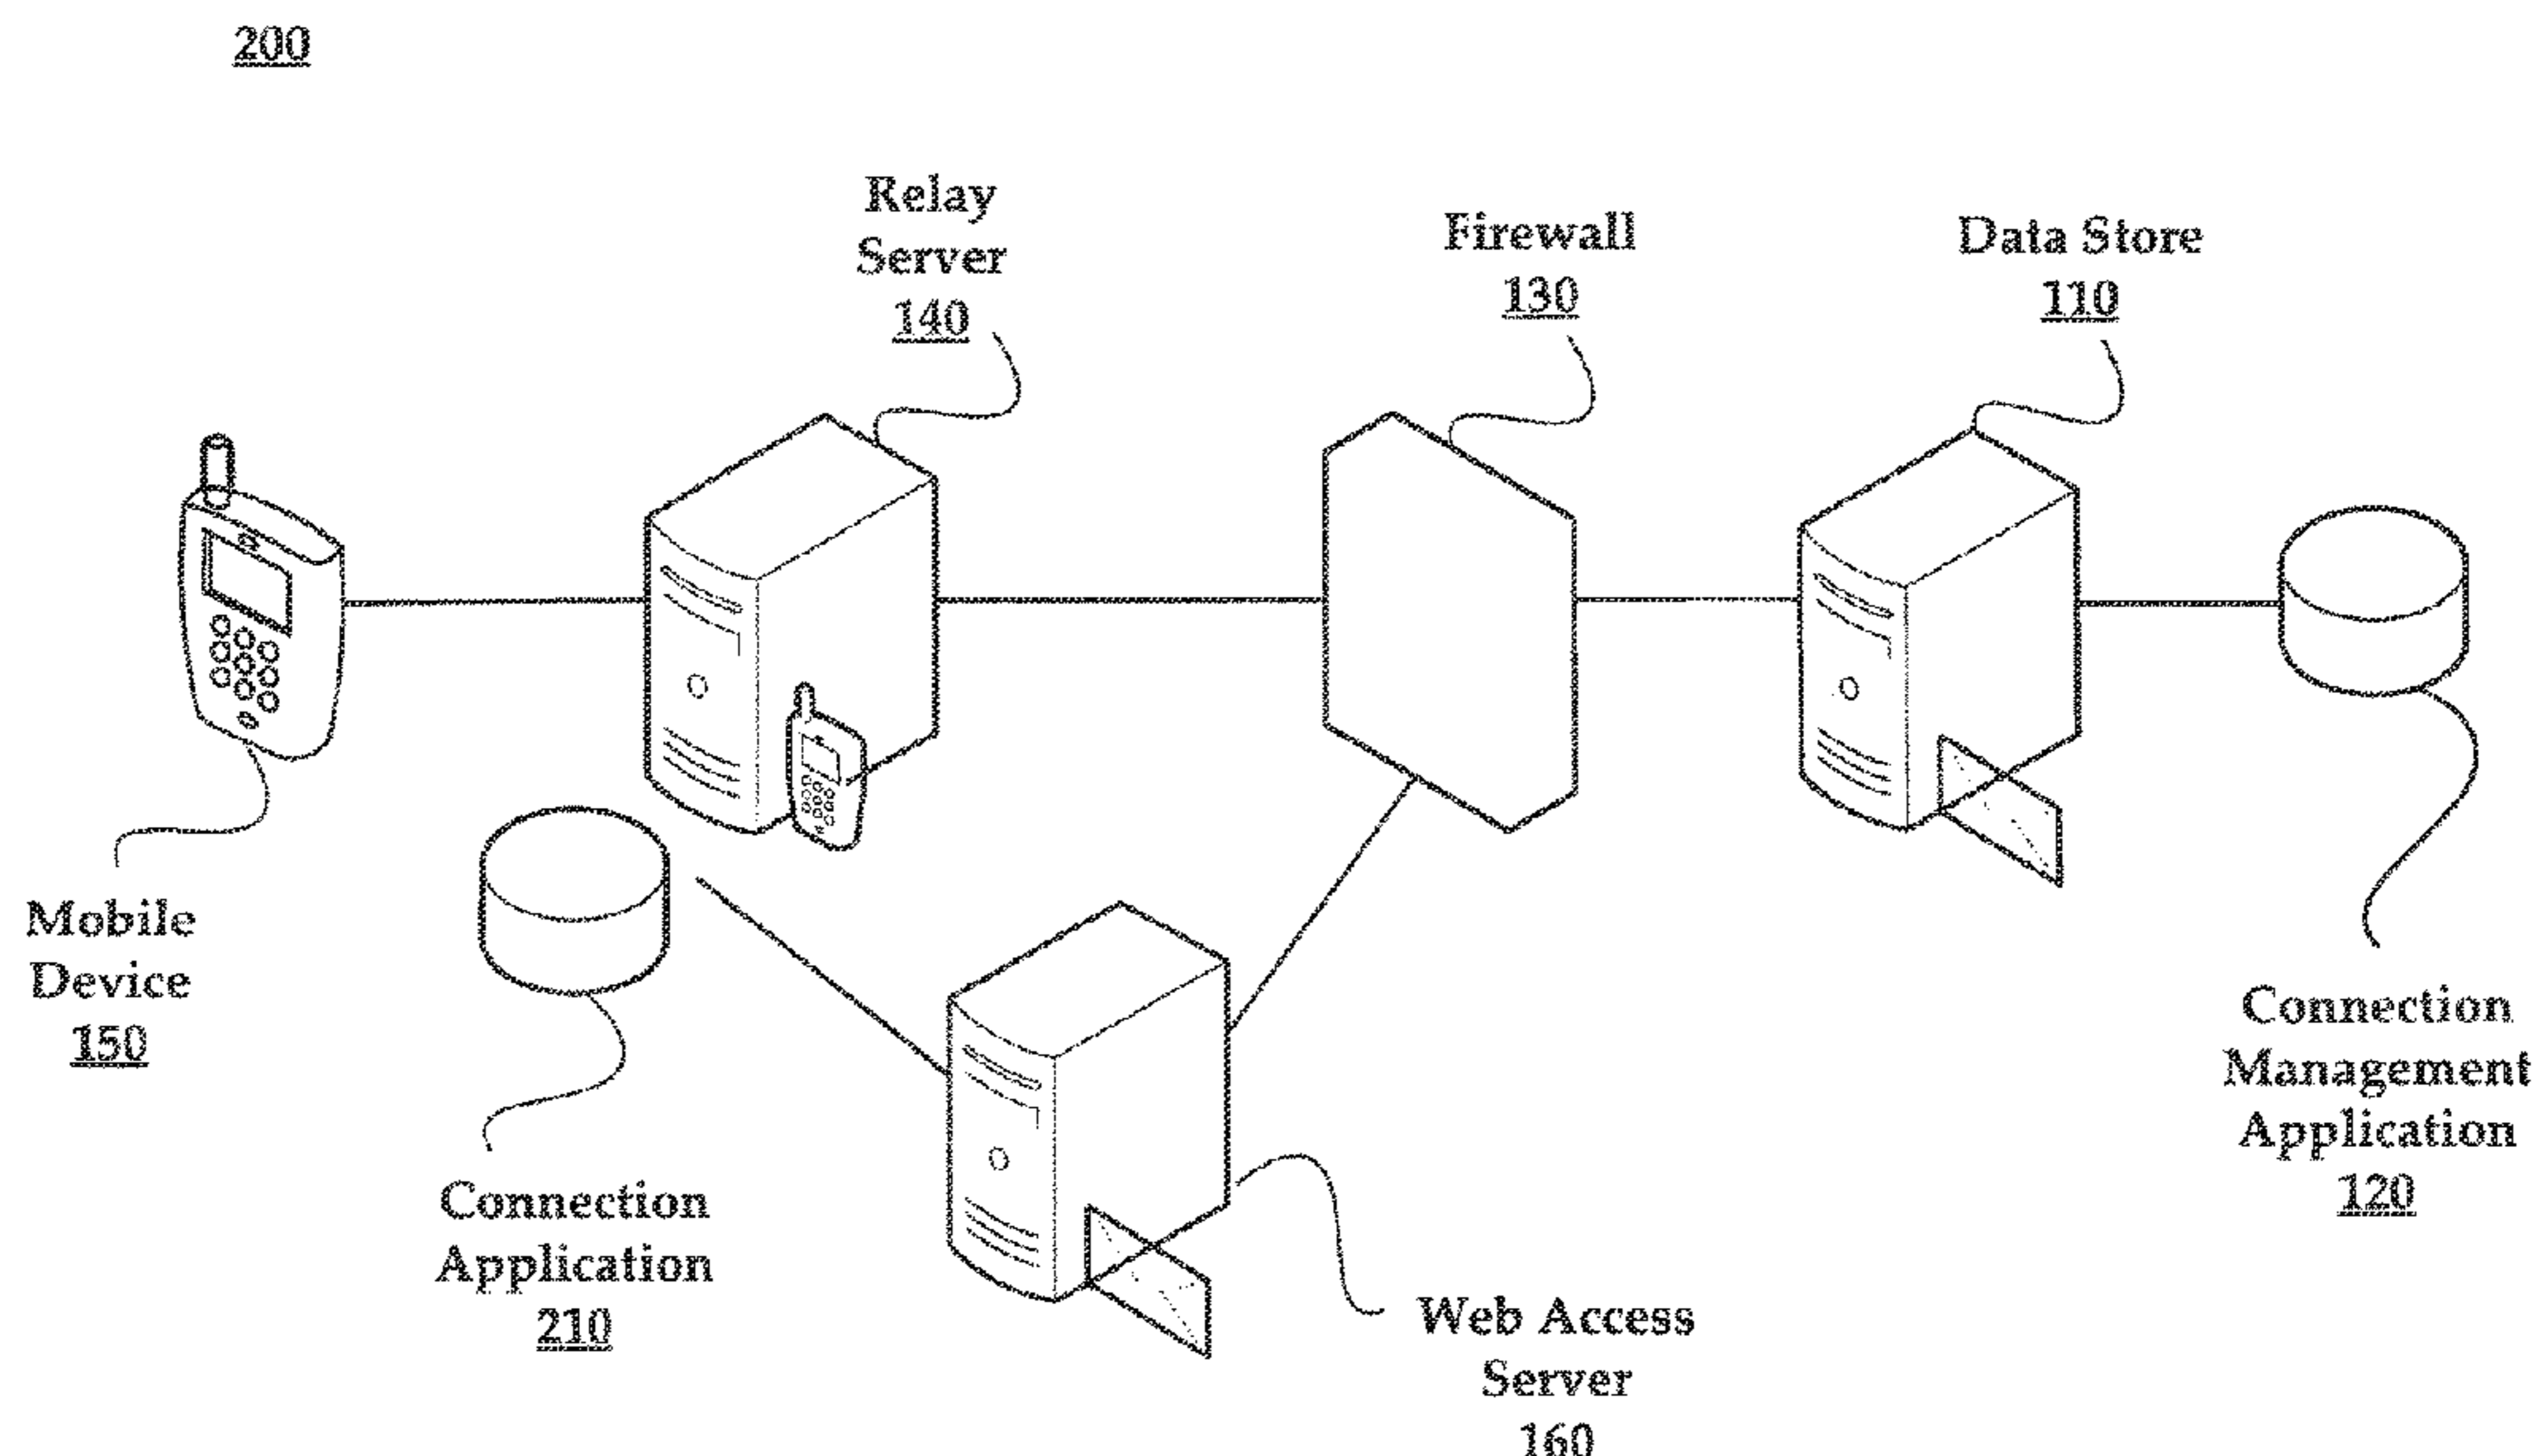 200
Relay
Server
140
Firewall
130
Data Store
110
Mobile
Device
150
Connection
Application
210
Web Access
Server
160
Connection
Management
Application
120